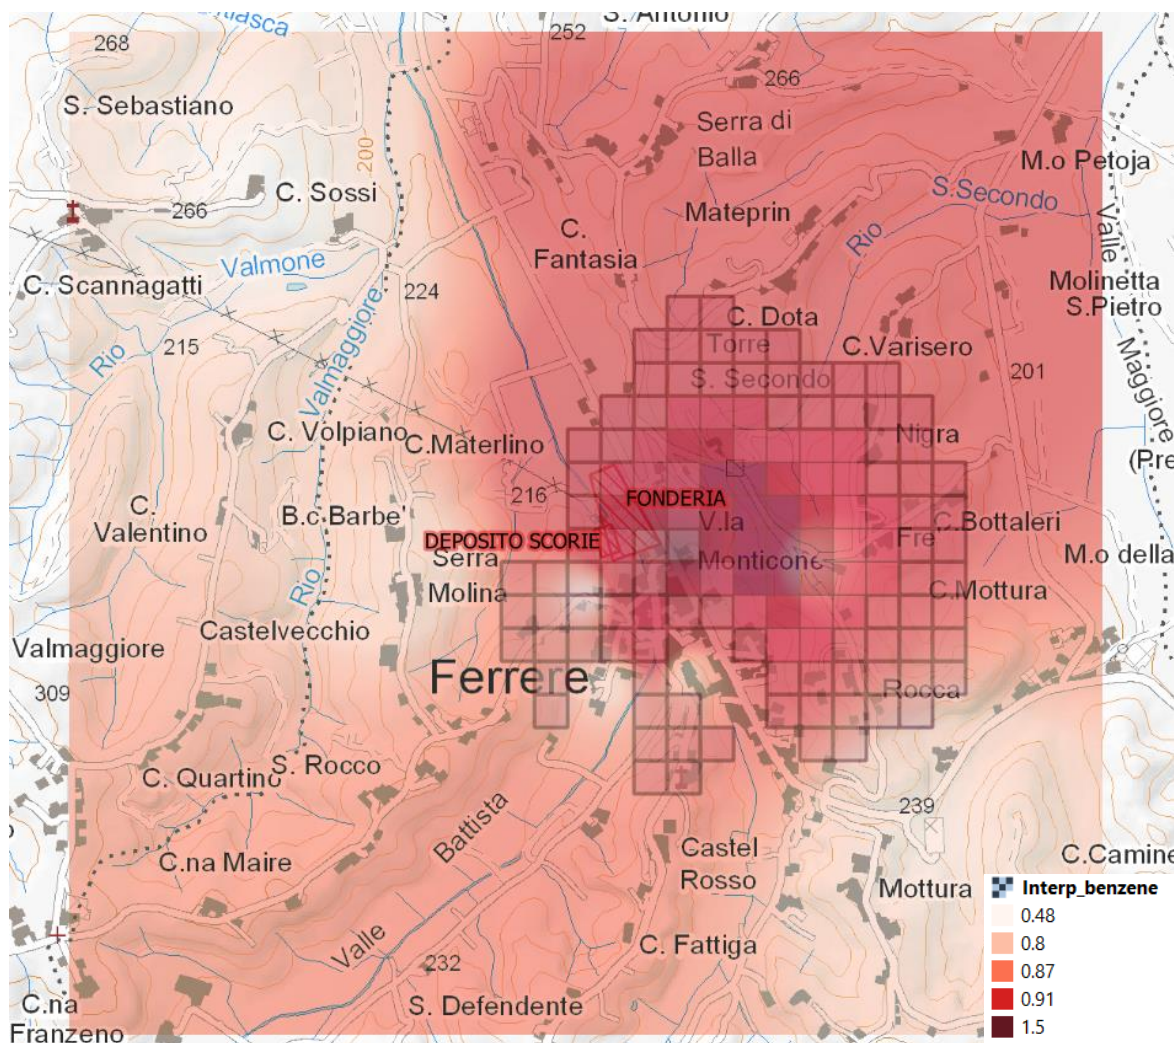 S. Antonio
252
268
266
S. Sebastiano
Serra di
Balla
M.o Petoja
200
C. Sossi
S.Secondo
266
Mateprin
Rio
Valle
C.
Fantasia
Valmone
C. Scannagatti
224
Molinetta
S.Pietro
C. Dota
Torre
215
Rio
Valmaggiore
C.Varisero
Maggiore
201
S. Secondo
C. Volpiano
C.Materlino
Nigra
(Pre
216
FONDERIA
C.
Valentino
B.c.Barbe'
V.la
Monticone
C.Bottaleri
Fre'
DEPOSITO SCORIE
Serra
Molina
M.o della
Rio
C.Mottura
Castelvecchio
Valmaggiore
Ferrere
309
Rocca
C. Quartino
S. Rocco
Battista
239
C.na Maire
Castel
Rosso
C.Camine
Mottura
Valle
C. Fattiga
232
S. Defendente
C.na
Franzeno
Interp_benzene
0.48
0.8
0.87
0.91
1.5